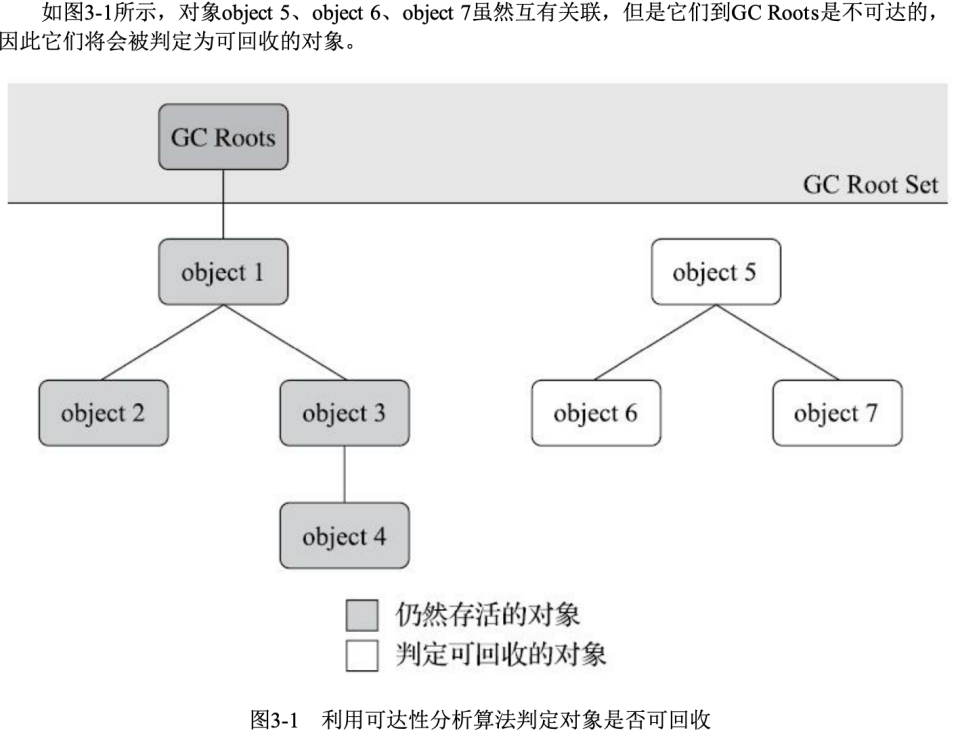 如图3-1所示，对象object 5、object 6、object 7虽然互有关联，但是它们到GC Roots是不可达的，
因此它们将会被判定为可回收的对象。
GC Roots
GC Root Set
object 1
object 5
object 2
object 3
object 6
object 7
object 4
仍然存活的对象
判定可回收的对象
图3-1 利用可达性分析算法判定对象是否可回收